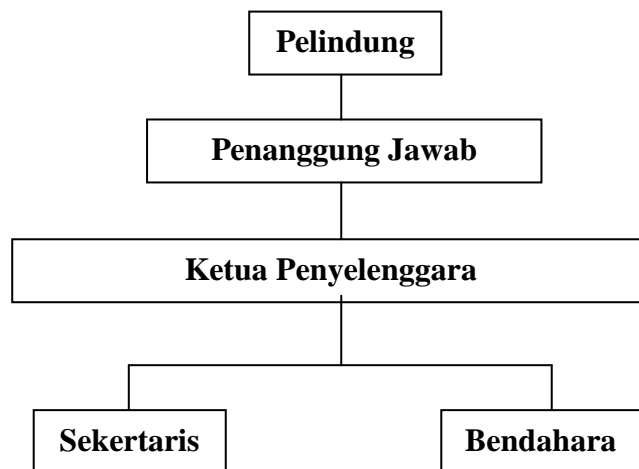 Pelindung
Penanggung Jawab
Ketua Penyelenggara
Sekertaris
Bendahara